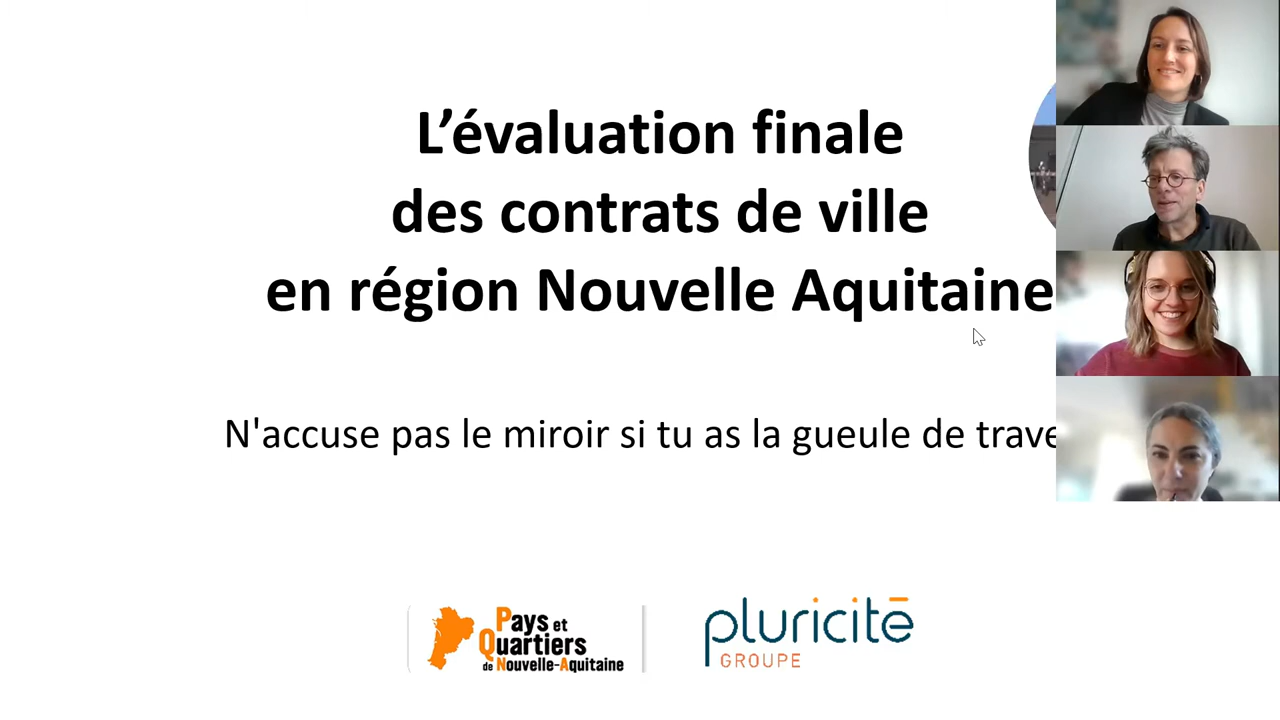 L’évaluation finale
des contrats de ville
en région Nouvelle Aquitaine
N'accuse pas le miroir si tu as la gueule de
Pays et
Quartiers
de Nouvelle-Aquitaine
pluricité
GROUPE